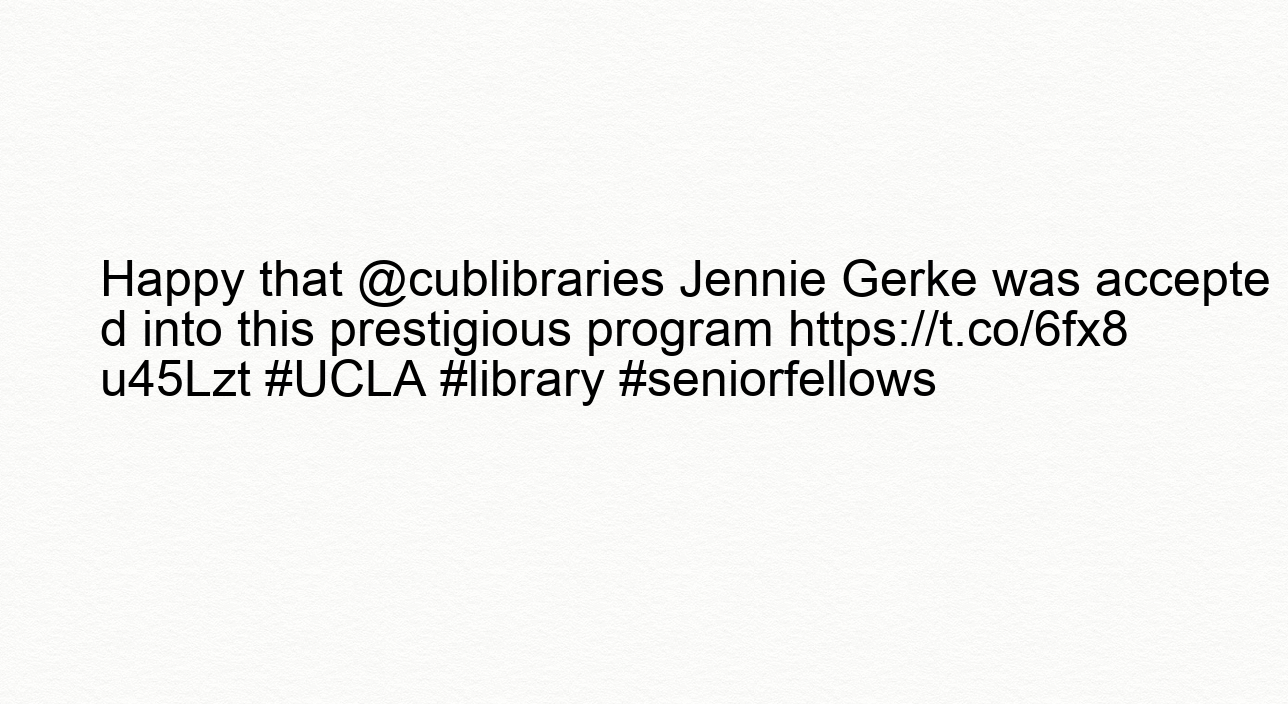 Happy that @cublibraries Jennie Gerke was accepte
d into this prestigious program https://t.co/6fx8
u45Lzt #UCLA #library #seniorfellows